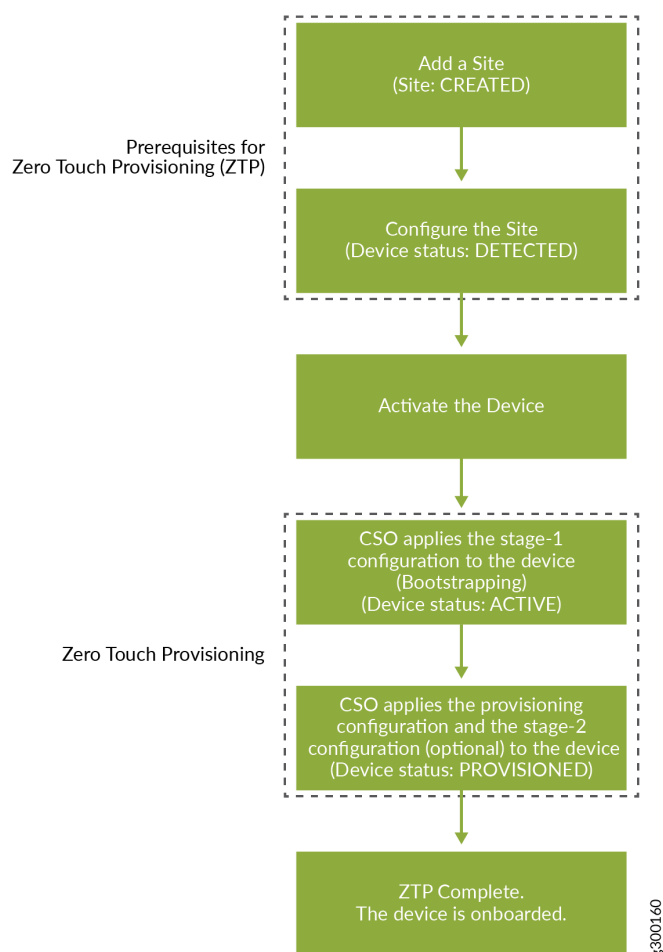 Add a Site
(Site: CREATED)
Prerequisites for
Zero Touch Provisioning (ZTP)
Configure the Site
(Device status: DETECTED)
Activate the Device
CSO applies the stage-1
configuration to the device
(Bootstrapping)
(Device status: ACTIVE)
Zero Touch Provisioning
CSO applies the provisioning
configuration and the stage-2
configuration (optional) to the device
(Device status: PROVISIONED)
ZTP Complete.
The device is onboarded.